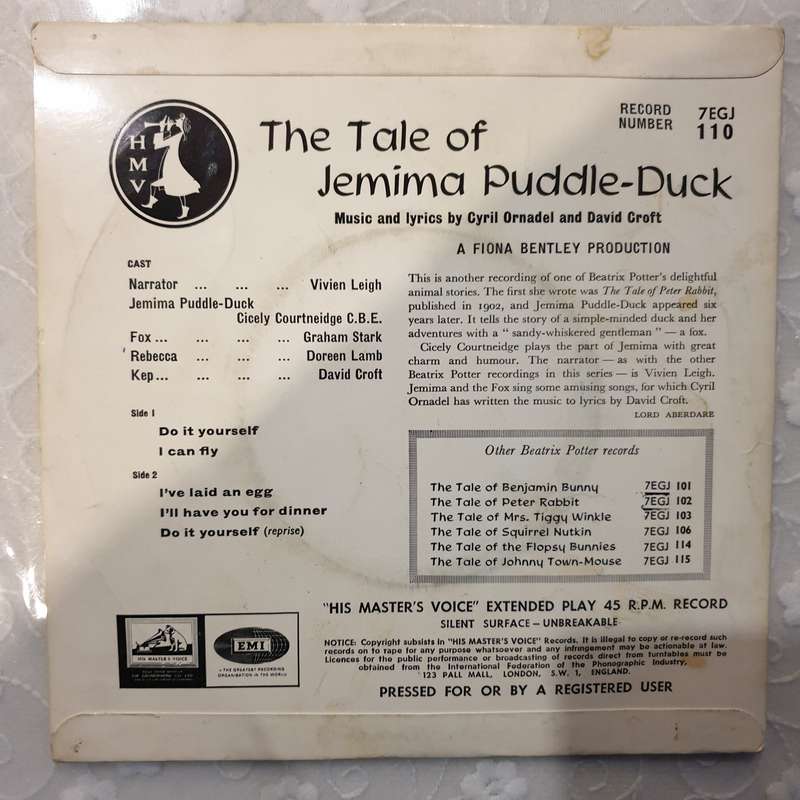 HMV
RECORD NUMBER 7EGJ 110
The Tale of
Jemima Puddle-Duck
Music and lyrics by Cyril Ornadel and David Croft
A FIONA BENTLEY PRODUCTION
CAST
Narrator ... ... ... Vivien Leigh
Jemima Puddle-Duck
Cicely Courtneidge C.B.E.
Fox ... ... ... ... Graham Stark
Rebecca ... ... ... Doreen Lamb
Kep ... ... ... ... David Croft
Side 1
Do it yourself
I can fly
Side 2
I've laid an egg
I'll have you for dinner
Do it yourself (reprise)
This is another recording of one of Beatrix Potter's delightful
animal stories. The first she wrote was The Tale of Peter Rabbit,
published in 1902, and Jemima Puddle-Duck appeared six
years later. It tells the story of a simple-minded duck and her
adventures with a " sandy-whiskered gentleman " — a fox.
Cicely Courtneidge plays the part of Jemima with great
charm and humour. The narrator — as with the other
Beatrix Potter recordings in this series — is Vivien Leigh.
Jemima and the Fox sing some amusing songs, for which Cyril
Ornadel has written the music to lyrics by David Croft.
LORD ABERDARE
Other Beatrix Potter records
The Tale of Benjamin Bunny 7EGJ 101
The Tale of Peter Rabbit 7EGJ 102
The Tale of Mrs. Tiggy Winkle 7EGJ 103
The Tale of Squirrel Nutkin 7EGJ 106
The Tale of the Flopsy Bunnies 7EGJ 114
The Tale of Johnny Town-Mouse 7EGJ 115
"HIS MASTER'S VOICE" EXTENDED PLAY 45 R.P.M. RECORD
SILENT SURFACE – UNBREAKABLE
NOTICE: Copyright subsists in "HIS MASTER'S VOICE" Records. It is illegal to copy or re-record such
records on to tape for any purpose whatsoever and any infringement may be actionable at law.
Licences for the public performance or broadcasting of records direct from turntables must be
obtained from the International Federation of the Phonographic Industry,
123 PALL MALL, LONDON, S.W. 1, ENGLAND.
PRESSED FOR OR BY A REGISTERED USER
HIS MASTER'S VOICE
EMI
THE GREATEST RECORDING
ORGANISATION IN THE WORLD